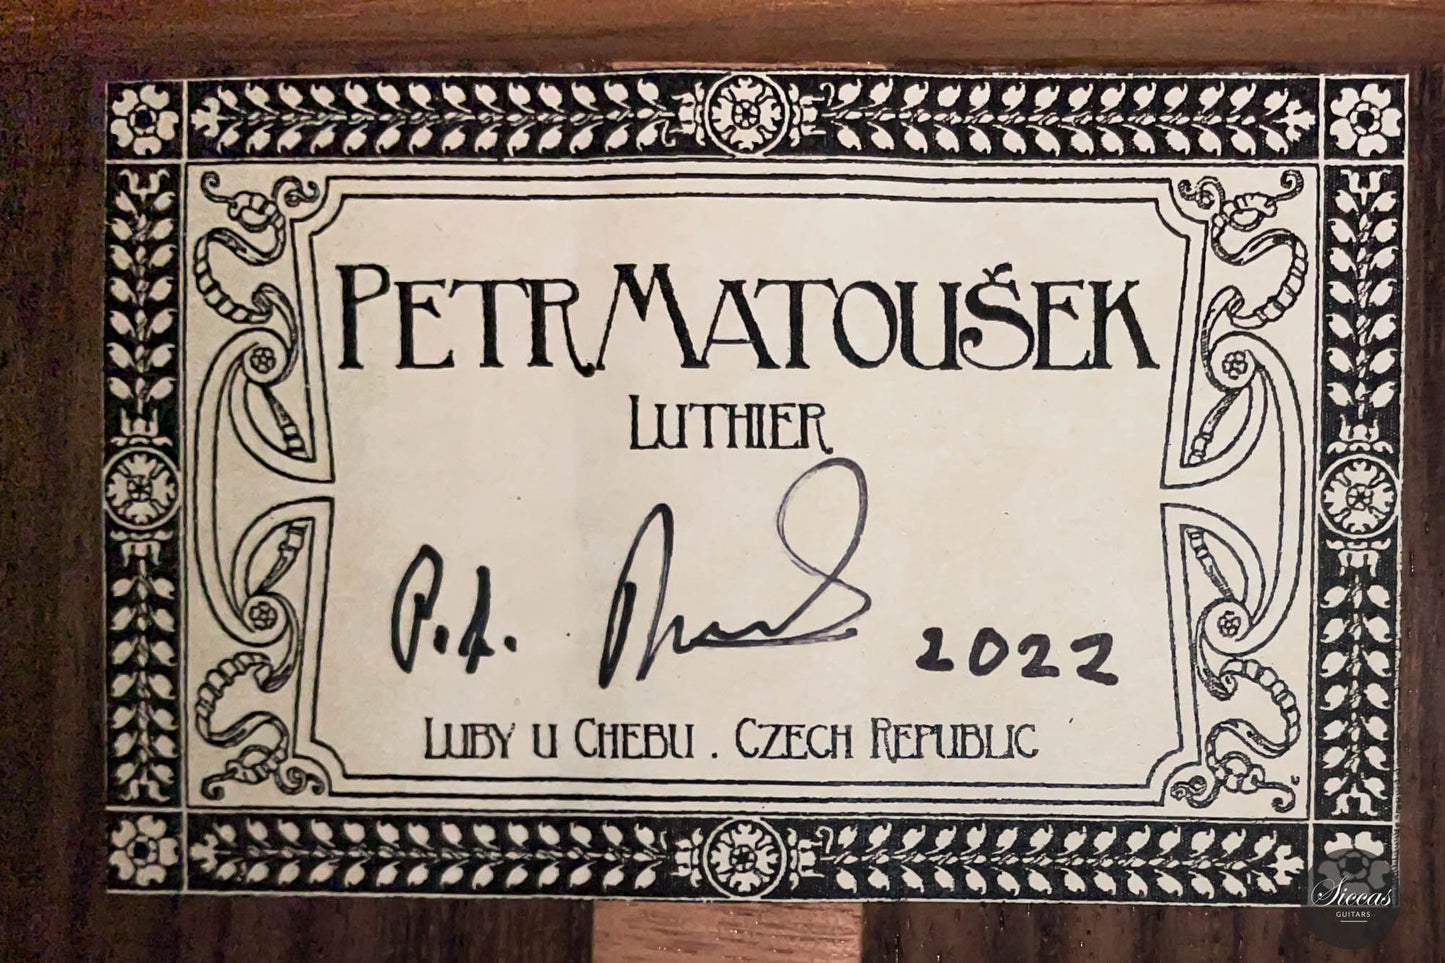 PETR MATOUŠEK
LUTHIER
P.A.
2022
LUBY U CHEBU . CZECH REPUBLIC
Siccas
GUITARS